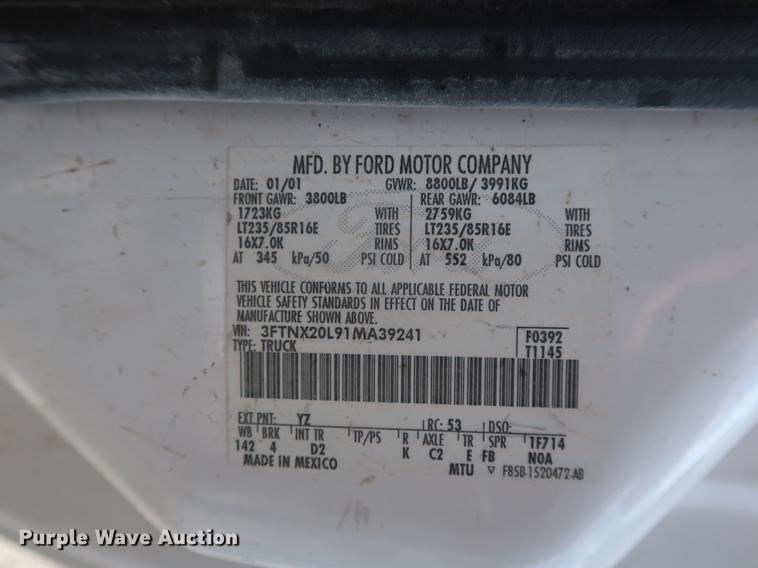 MFD. BY FORD MOTOR COMPANY
DATE: 01/01 GVWR: 8800LB/ 3991KG
FRONT GAWR: 3800LB REAR GAWR: 6084LB
1723KG WITH 2759KG WITH
LT235/85R16E TIRES LT235/85R16E TIRES
16X7.0K RIMS 16X7.0K RIMS
AT 345 kPa/50 PSI COLD AT 552 kPa/80 PSI COLD
THIS VEHICLE CONFORMS TO ALL APPLICABLE FEDERAL MOTOR
VEHICLE SAFETY STANDARDS IN EFFECT ON THE DATE OF
MANUFACTURE SHOWN ABOVE.
VIN: 3FTNX20L91MA39241 F0392
TYPE: TRUCK T1145
EXT PNT: YZ RC: 53 DSO:
WB BRK INT TR TP/PS R AXLE TR SPR 1F714
142 4 D2 K C2 E FB N0A
MADE IN MEXICO MTU F85B-1520472-AB
Purple Wave Auction